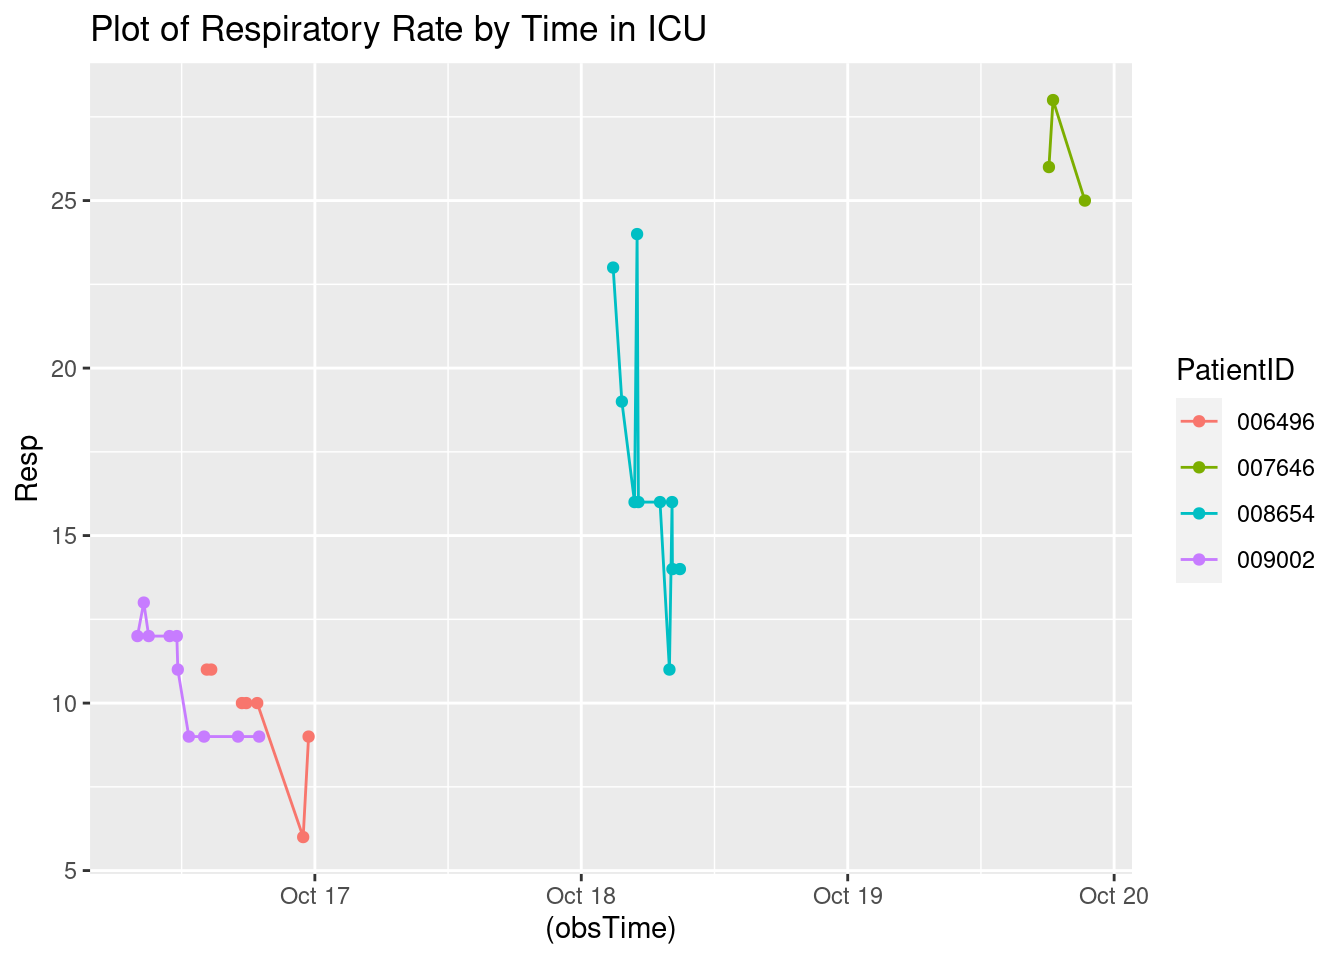 Plot of Respiratory Rate by Time in ICU
25
20
15
10
5
Resp
Oct 17 Oct 18 Oct 19 Oct 20
(obsTime)
PatientID
006496
007646
008654
009002